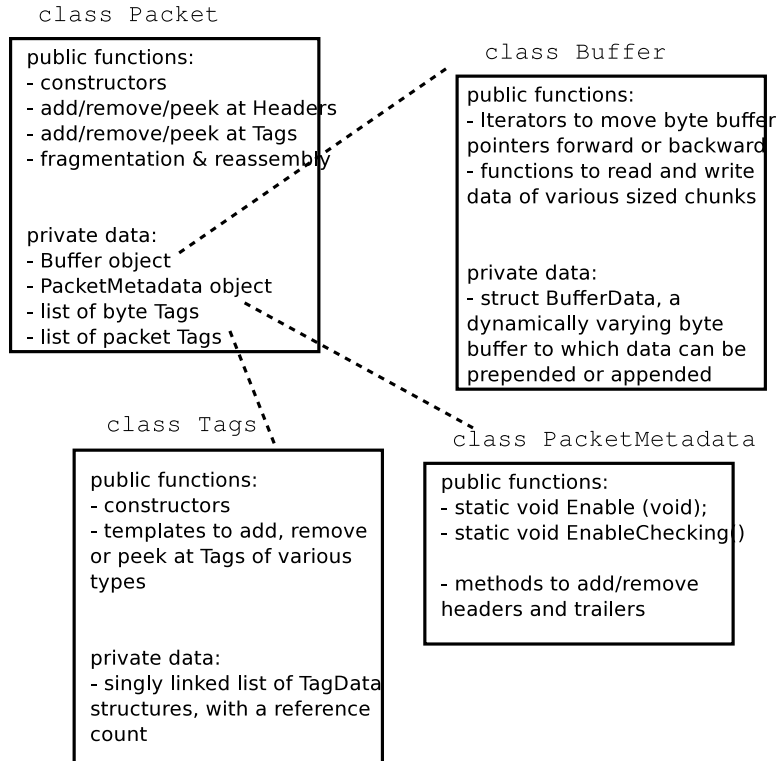 class Packet
public functions:
- constructors
- add/remove/peek at Headers
- add/remove/peek at Tags
- fragmentation & reassembly
private data:
- Buffer object
- PacketMetadata object
- list of byte Tags
- list of packet Tags
class Buffer
public functions:
- Iterators to move byte buffer
pointers forward or backward
- functions to read and write
data of various sized chunks
private data:
- struct BufferData, a
dynamically varying byte
buffer to which data can be
prepended or appended
class Tags
public functions:
- constructors
- templates to add, remove
or peek at Tags of various
types
private data:
- singly linked list of TagData
structures, with a reference
count
class PacketMetadata
public functions:
- static void Enable (void);
- static void EnableChecking()
- methods to add/remove
headers and trailers